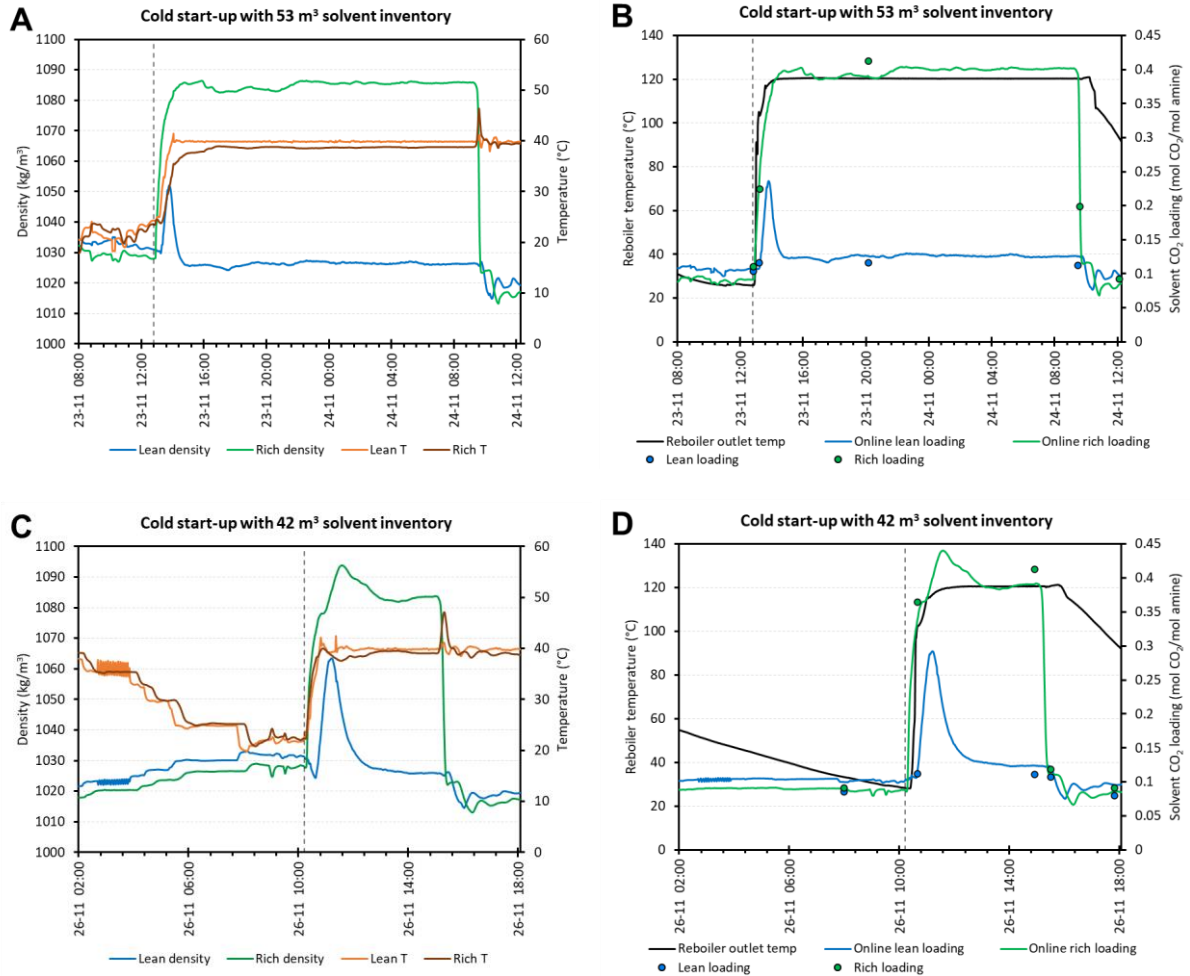 A
Cold start-up with 53 m³ solvent inventory
1100
1090
1080
1070
1060
1050
1040
1030
1020
1010
1000
Density (kg/m³)
60
50
40
30
20
10
0
Temperature (°C)
23-11 08:00
23-11 12:00
23-11 16:00
23-11 20:00
24-11 00:00
24-11 04:00
24-11 08:00
24-11 12:00
Lean density
Rich density
Lean T
Rich T
B
Cold start-up with 53 m³ solvent inventory
140
120
100
80
60
40
20
0
Reboiler temperature (°C)
0.45
0.4
0.35
0.3
0.25
0.2
0.15
0.1
0.05
0
Solvent CO₂ loading (mol CO₂/mol amine)
23-11 08:00
23-11 12:00
23-11 16:00
23-11 20:00
24-11 00:00
24-11 04:00
24-11 08:00
24-11 12:00
Reboiler outlet temp
Online lean loading
Online rich loading
Lean loading
Rich loading
C
Cold start-up with 42 m³ solvent inventory
1100
1090
1080
1070
1060
1050
1040
1030
1020
1010
1000
Density (kg/m³)
60
50
40
30
20
10
0
Temperature (°C)
26-11 02:00
26-11 06:00
26-11 10:00
26-11 14:00
26-11 18:00
Lean density
Rich density
Lean T
Rich T
D
Cold start-up with 42 m³ solvent inventory
140
120
100
80
60
40
20
0
Reboiler temperature (°C)
0.45
0.4
0.35
0.3
0.25
0.2
0.15
0.1
0.05
0
Solvent CO₂ loading (mol CO₂/mol amine)
26-11 02:00
26-11 06:00
26-11 10:00
26-11 14:00
26-11 18:00
Reboiler outlet temp
Online lean loading
Online rich loading
Lean loading
Rich loading